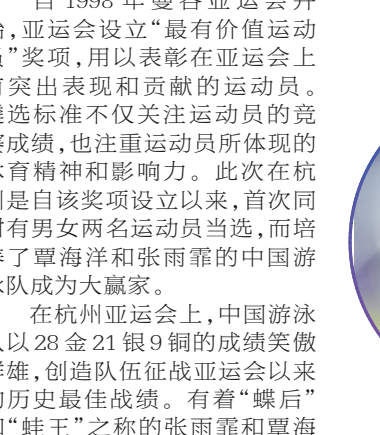 自 1998 年曼谷亚运会开
始,亚运会设立“最有价值运动
员”奖项,用以表彰在亚运会上
有突出表现和贡献的运动员。
遴选标准不仅关注运动员的竞
赛成绩,也注重运动员所体现的
体育精神和影响力。此次在杭
州是自该奖项设立以来,首次同
时有男女两名运动员当选,而培
养了覃海洋和张雨霏的中国游
泳队成为大赢家。
在杭州亚运会上,中国游泳
队以28金21银9铜的成绩笑傲
群雄,创造队伍征战亚运会以来
的历史最佳战绩。有着“蝶后”
和“蛙王”之称的张雨霏和覃海